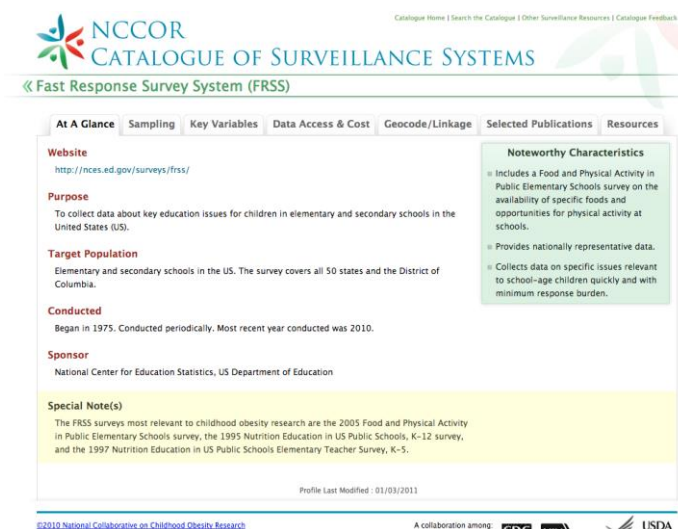 Catalogue Home | Search the Catalogue | Other Surveillance Resources | Catalogue Feedback
NCCOR
CATALOGUE OF SURVEILLANCE SYSTEMS
« Fast Response Survey System (FRSS)
At A Glance Sampling Key Variables Data Access & Cost Geocode/Linkage Selected Publications Resources
Website
http://nces.ed.gov/surveys/frss/
Purpose
To collect data about key education issues for children in elementary and secondary schools in the
United States (US).
Target Population
Elementary and secondary schools in the US. The survey covers all 50 states and the District of
Columbia.
Conducted
Began in 1975. Conducted periodically. Most recent year conducted was 2010.
Sponsor
National Center for Education Statistics, US Department of Education
Special Note(s)
The FRSS surveys most relevant to childhood obesity research are the 2005 Food and Physical Activity
in Public Elementary Schools survey, the 1995 Nutrition Education in US Public Schools, K-12 survey,
and the 1997 Nutrition Education in US Public Schools Elementary Teacher Survey, K-5.
Noteworthy Characteristics
Includes a Food and Physical Activity in
Public Elementary Schools survey on the
availability of specific foods and
opportunities for physical activity at
schools.
Provides nationally representative data.
Collects data on specific issues relevant
to school-age children quickly and with
minimum response burden.
Profile Last Modified : 01/03/2011
©2010 National Collaborative on Childhood Obesity Research
A collaboration among:
USDA